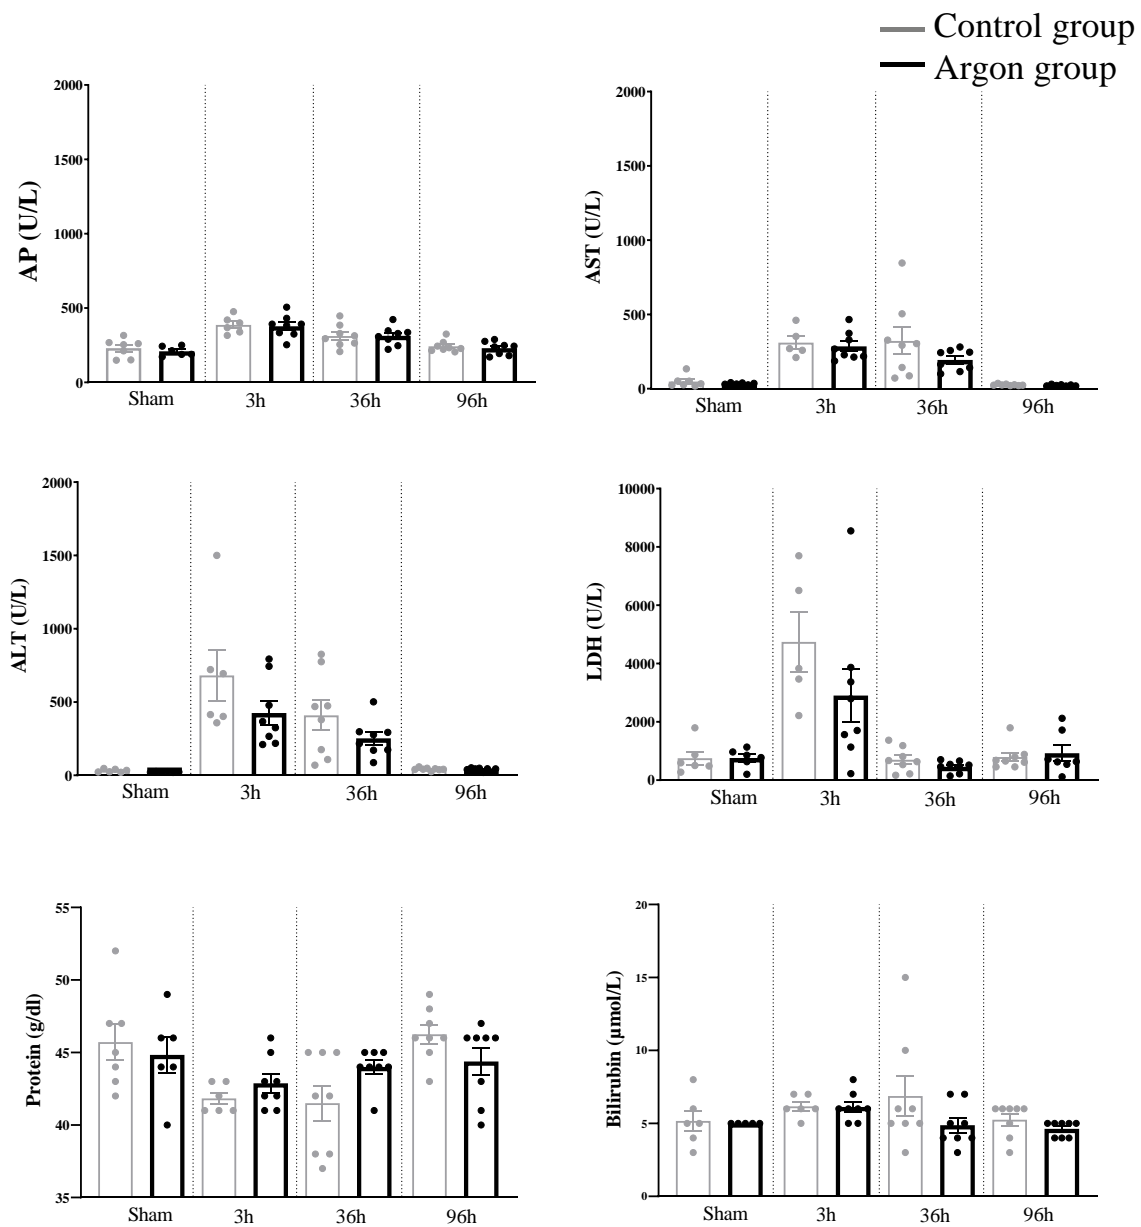 Control group
Argon group
AP (U/L)
2000
1500
1000
500
0
Sham 3h 36h 96h
AST (U/L)
2000
1500
1000
500
0
Sham 3h 36h 96h
ALT (U/L)
2000
1500
1000
500
0
Sham 3h 36h 96h
LDH (U/L)
10000
8000
6000
4000
2000
0
Sham 3h 36h 96h
Protein (g/dl)
55
50
45
40
35
Sham 3h 36h 96h
Bilirubin (µmol/L)
20
15
10
5
0
Sham 3h 36h 96h